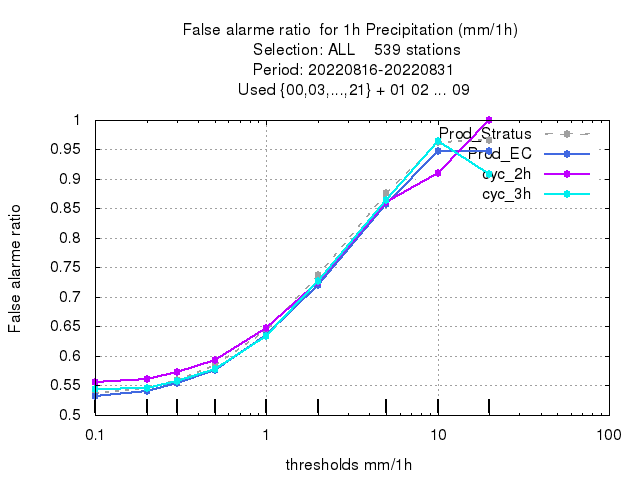 False alarme ratio  for 1h Precipitation (mm/1h)
Selection: ALL    539 stations
Period: 20220816-20220831
Used {00,03,...,21} + 01 02 ... 09
Prod_Stratus
Prod_EC
cyc_2h
cyc_3h
False alarme ratio
1
0.95
0.9
0.85
0.8
0.75
0.7
0.65
0.6
0.55
0.5
0.1
1
10
100
thresholds mm/1h